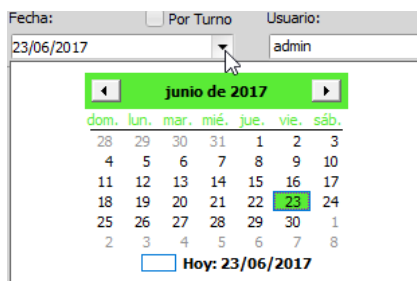 Fecha: Por Turno Usuario:
23/06/2017 admin
junio de 2017
dom. lun. mar. mié. jue. vie. sáb.
28 29 30 31 1 2 3
4 5 6 7 8 9 10
11 12 13 14 15 16 17
18 19 20 21 22 23 24
25 26 27 28 29 30 1
2 3 4 5 6 7 8
Hoy: 23/06/2017